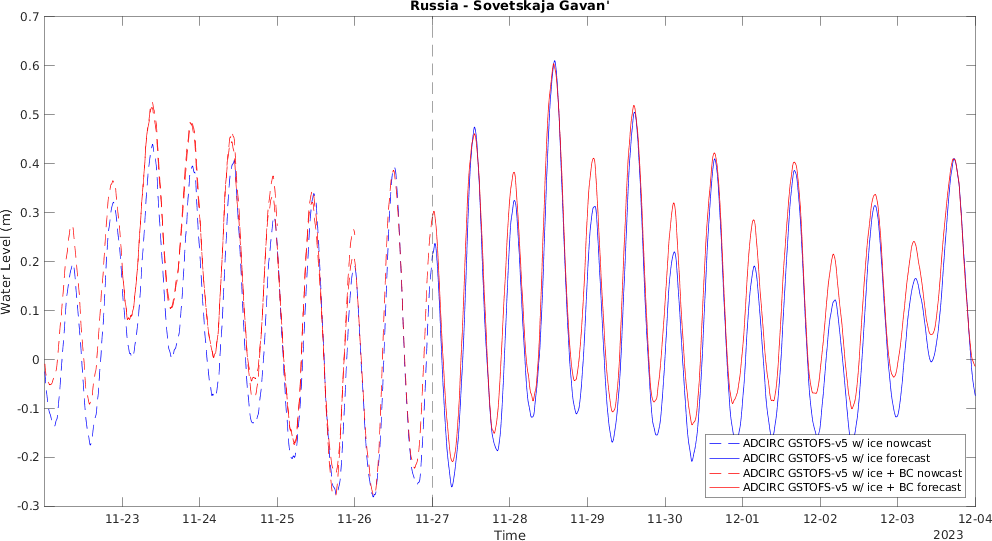 Russia - Sovetskaja Gavan'
Water Level (m)
0.7
0.6
0.5
0.4
0.3
0.2
0.1
0
-0.1
-0.2
-0.3
ADCIRC GSTOFS-v5 w/ ice nowcast
ADCIRC GSTOFS-v5 w/ ice forecast
ADCIRC GSTOFS-v5 w/ ice + BC nowcast
ADCIRC GSTOFS-v5 w/ ice + BC forecast
11-23 11-24 11-25 11-26 11-27 11-28 11-29 11-30 12-01 12-02 12-03 12-04
Time
2023